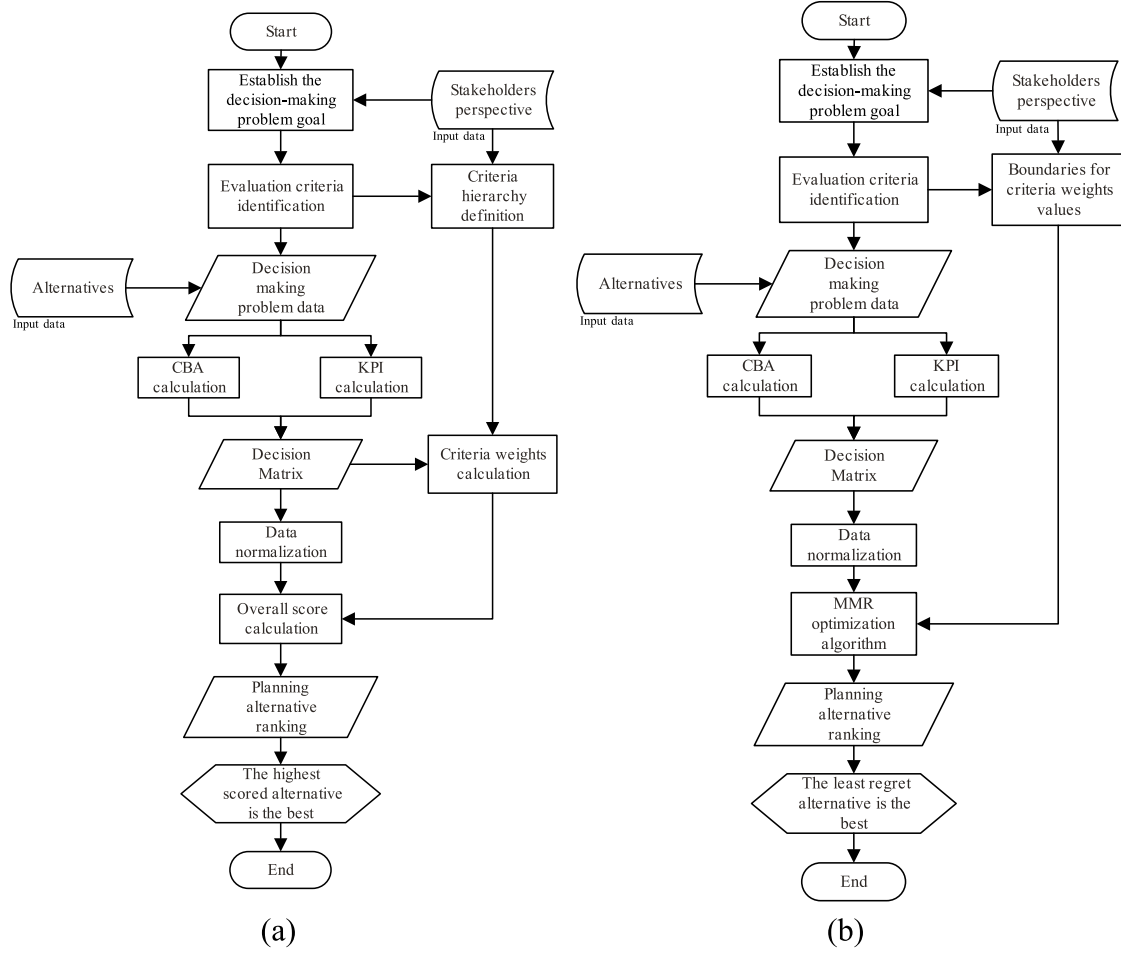 Start
Establish the
decision-making
problem goal
Stakeholders
perspective
Input data
Evaluation criteria
identification
Criteria
hierarchy
definition
Alternatives
Input data
Decision
making
problem data
CBA
calculation
KPI
calculation
Decision
Matrix
Criteria weights
calculation
Data
normalization
Overall score
calculation
Planning
alternative
ranking
The highest
scored alternative
is the best
End
(a)
Start
Establish the
decision-making
problem goal
Stakeholders
perspective
Input data
Evaluation criteria
identification
Boundaries for
criteria weights
values
Alternatives
Input data
Decision
making
problem data
CBA
calculation
KPI
calculation
Decision
Matrix
Data
normalization
MMR
optimization
algorithm
Planning
alternative
ranking
The least regret
alternative is the
best
End
(b)